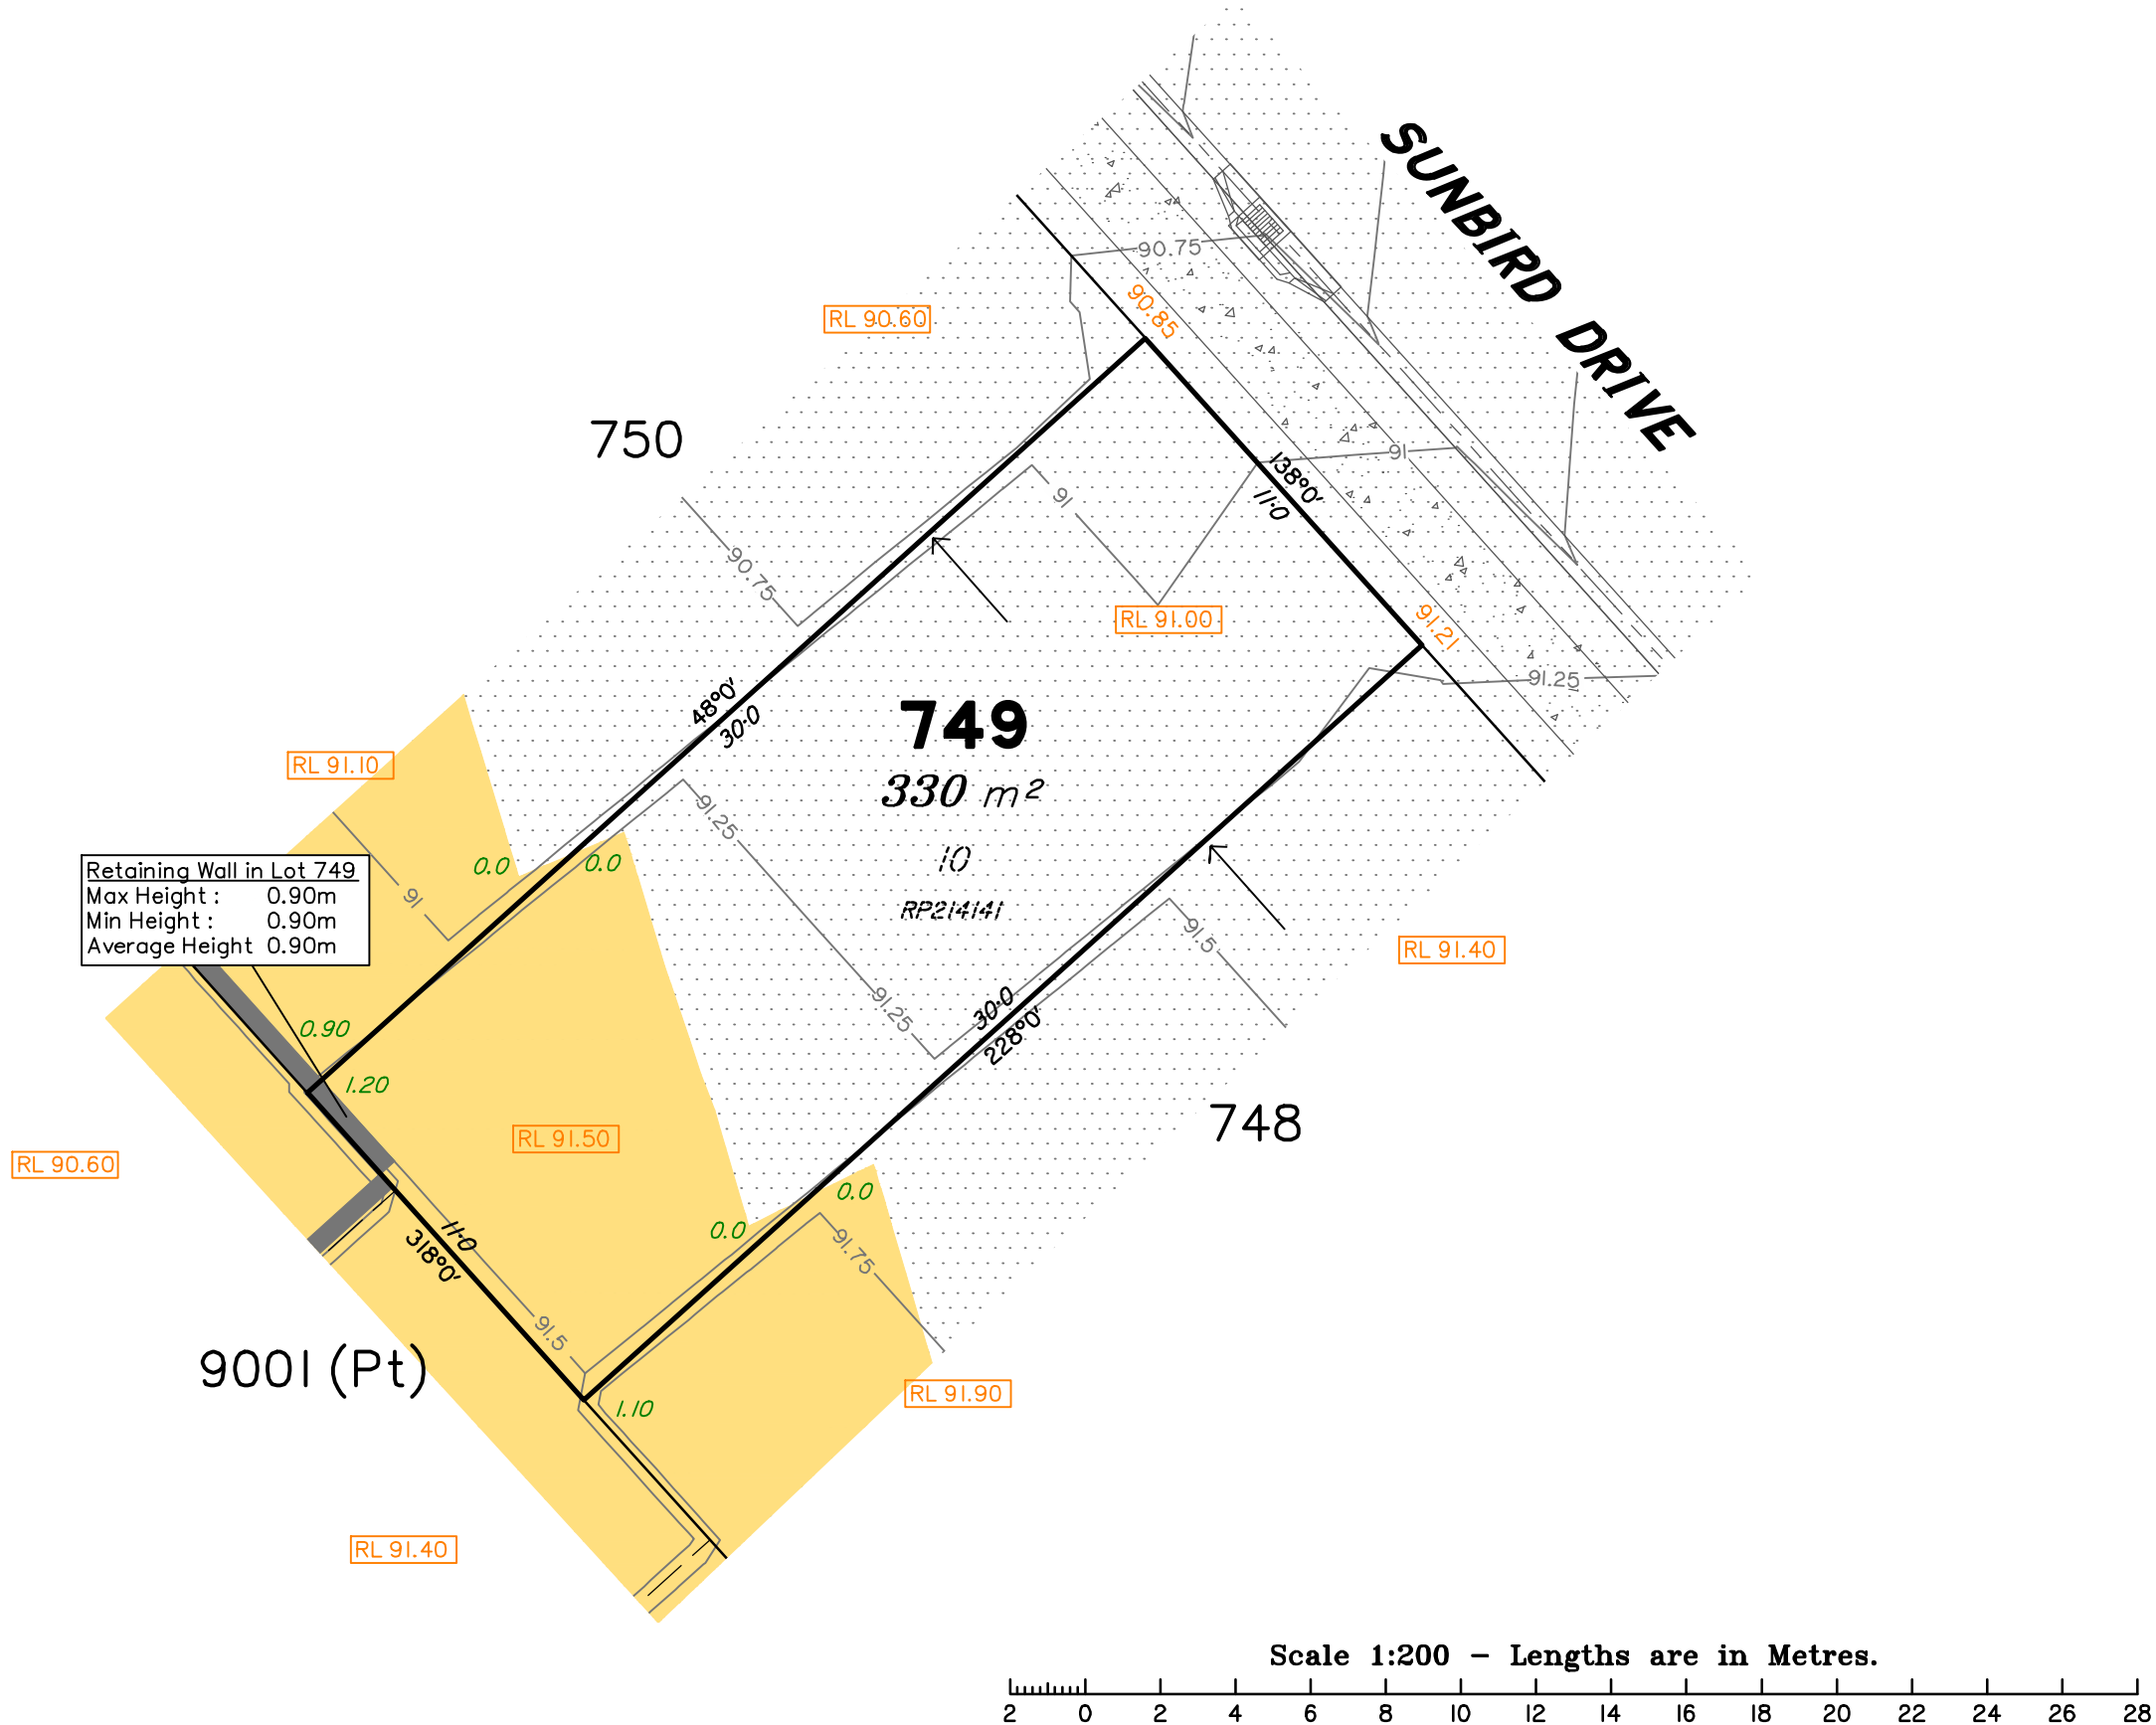 SUNBIRD DRIVE
90.75
90.85
RL 90.60
750
91
138°0'
11·0
91
90.75
RL 91.00
91.21
91.25
48°0'
30·0
749
330 m²
10
RP214141
RL 91.10
91.25
0.0
0.0
91
Retaining Wall in Lot 749
Max Height : 0.90m
Min Height : 0.90m
Average Height 0.90m
91.5
RL 91.40
91.25
30·0
228°0'
0.90
1.20
748
RL 91.50
RL 90.60
0.0
0.0
11·0
318°0'
91.75
91.5
9001 (Pt)
RL 91.90
1.10
RL 91.40
Scale 1:200 - Lengths are in Metres.
2 0 2 4 6 8 10 12 14 16 18 20 22 24 26 28